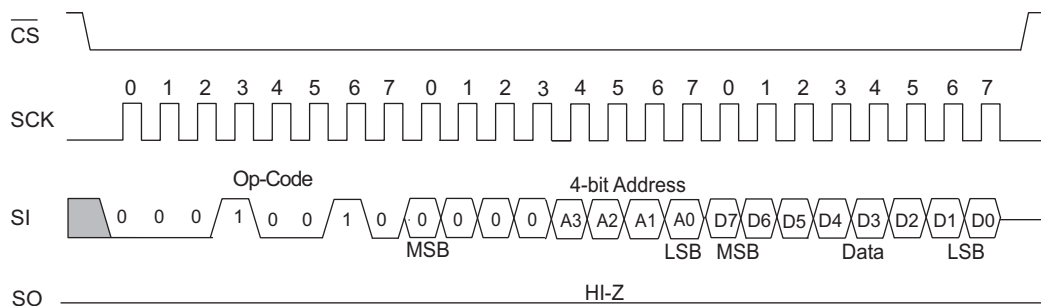 CS
0 1 2 3 4 5 6 7 0 1 2 3 4 5 6 7 0 1 2 3 4 5 6 7
SCK
Op-Code 4-bit Address
SI 0 0 0 1 0 0 1 0 0 0 0 0 A3 A2 A1 A0 D7 D6 D5 D4 D3 D2 D1 D0
MSB LSB MSB Data LSB
HI-Z
SO